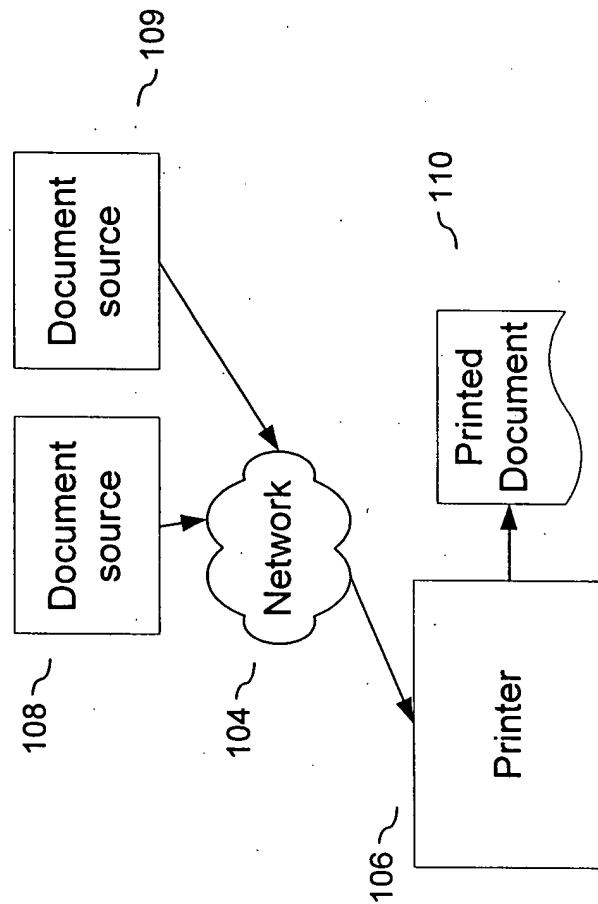 108
Document
source
Document
source
109
104
Network
106
Printer
Printed
Document
110